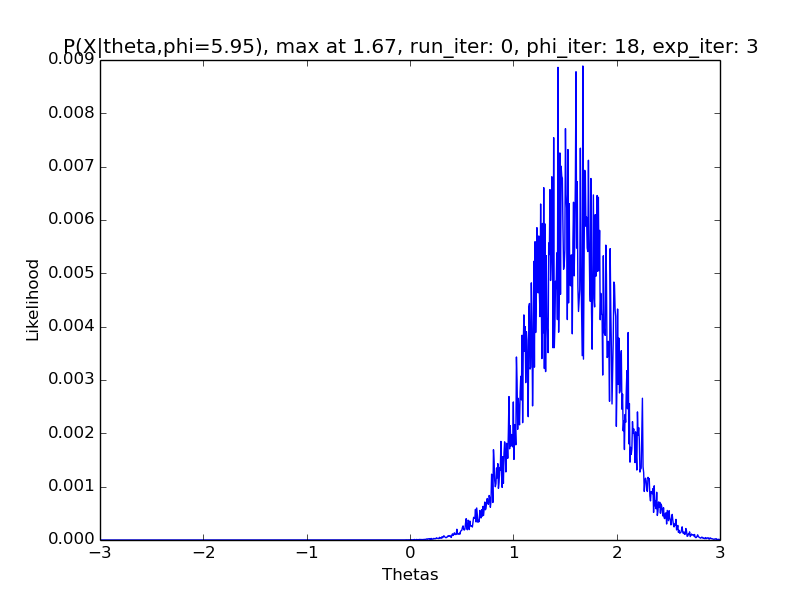 P(X|theta,phi=5.95), max at 1.67, run_iter: 0, phi_iter: 18, exp_iter: 3
0.009
0.008
0.007
0.006
0.005
0.004
0.003
0.002
0.001
0.000
Likelihood
−3 −2 −1 0 1 2 3
Thetas